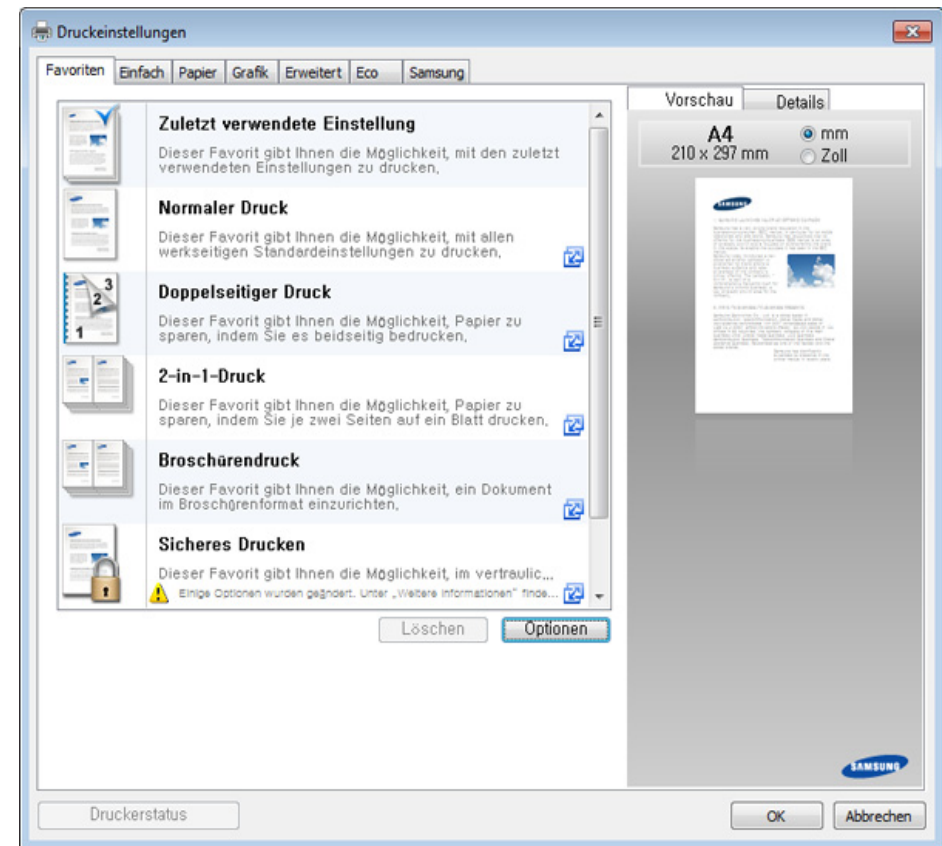 Druckeinstellungen
Favoriten Einfach Papier Grafik Erweitert Eco Samsung
Zuletzt verwendete Einstellung
Dieser Favorit gibt Ihnen die Möglichkeit, mit den zuletzt
verwendeten Einstellungen zu drucken.
Normaler Druck
Dieser Favorit gibt Ihnen die Möglichkeit, mit allen
werkseitigen Standardeinstellungen zu drucken.
Doppelseitiger Druck
Dieser Favorit gibt Ihnen die Möglichkeit, Papier zu
sparen, indem Sie es beidseitig bedrucken.
2-in-1-Druck
Dieser Favorit gibt Ihnen die Möglichkeit, Papier zu
sparen, indem Sie je zwei Seiten auf ein Blatt drucken.
Broschürendruck
Dieser Favorit gibt Ihnen die Möglichkeit, ein Dokument
im Broschürenformat einzurichten.
Sicheres Drucken
Dieser Favorit gibt Ihnen die Möglichkeit, im vertraulic...
Einige Optionen wurden geändert. Unter „Weitere Informationen" finde...
1 2 3
Löschen Optionen
Vorschau Details
A4
210 x 297 mm
mm
Zoll
SAMSUNG
SAMSUNG
Druckerstatus OK Abbrechen